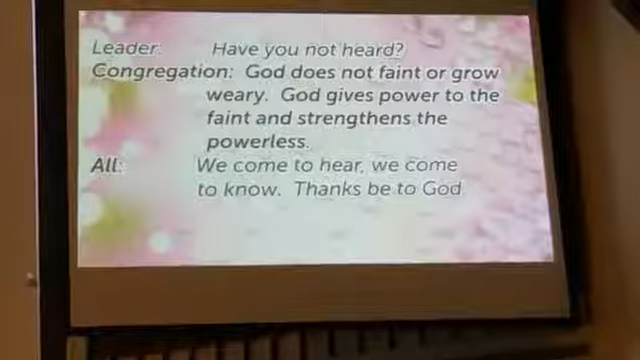 Leader: Have you not heard?
Congregation: God does not faint or grow
weary. God gives power to the
faint and strengthens the
powerless.
All: We come to hear, we come
to know. Thanks be to God